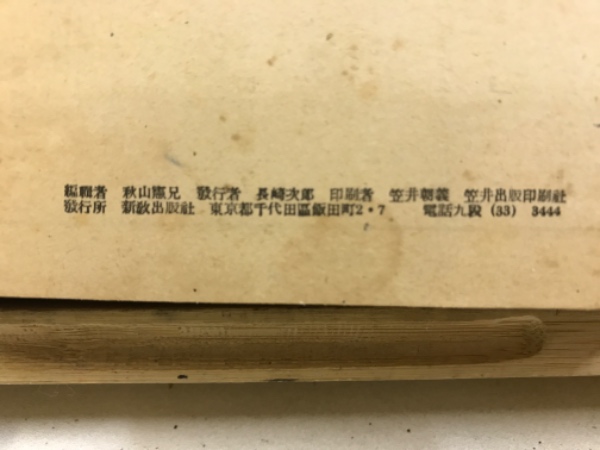 編輯者 秋山憲兄 發行者 長崎次郎 印刷者 笠井朝義 笠井出版印刷社
發行所 新教出版社 東京都千代田區飯田町2・7 電話九段 (33) 3444